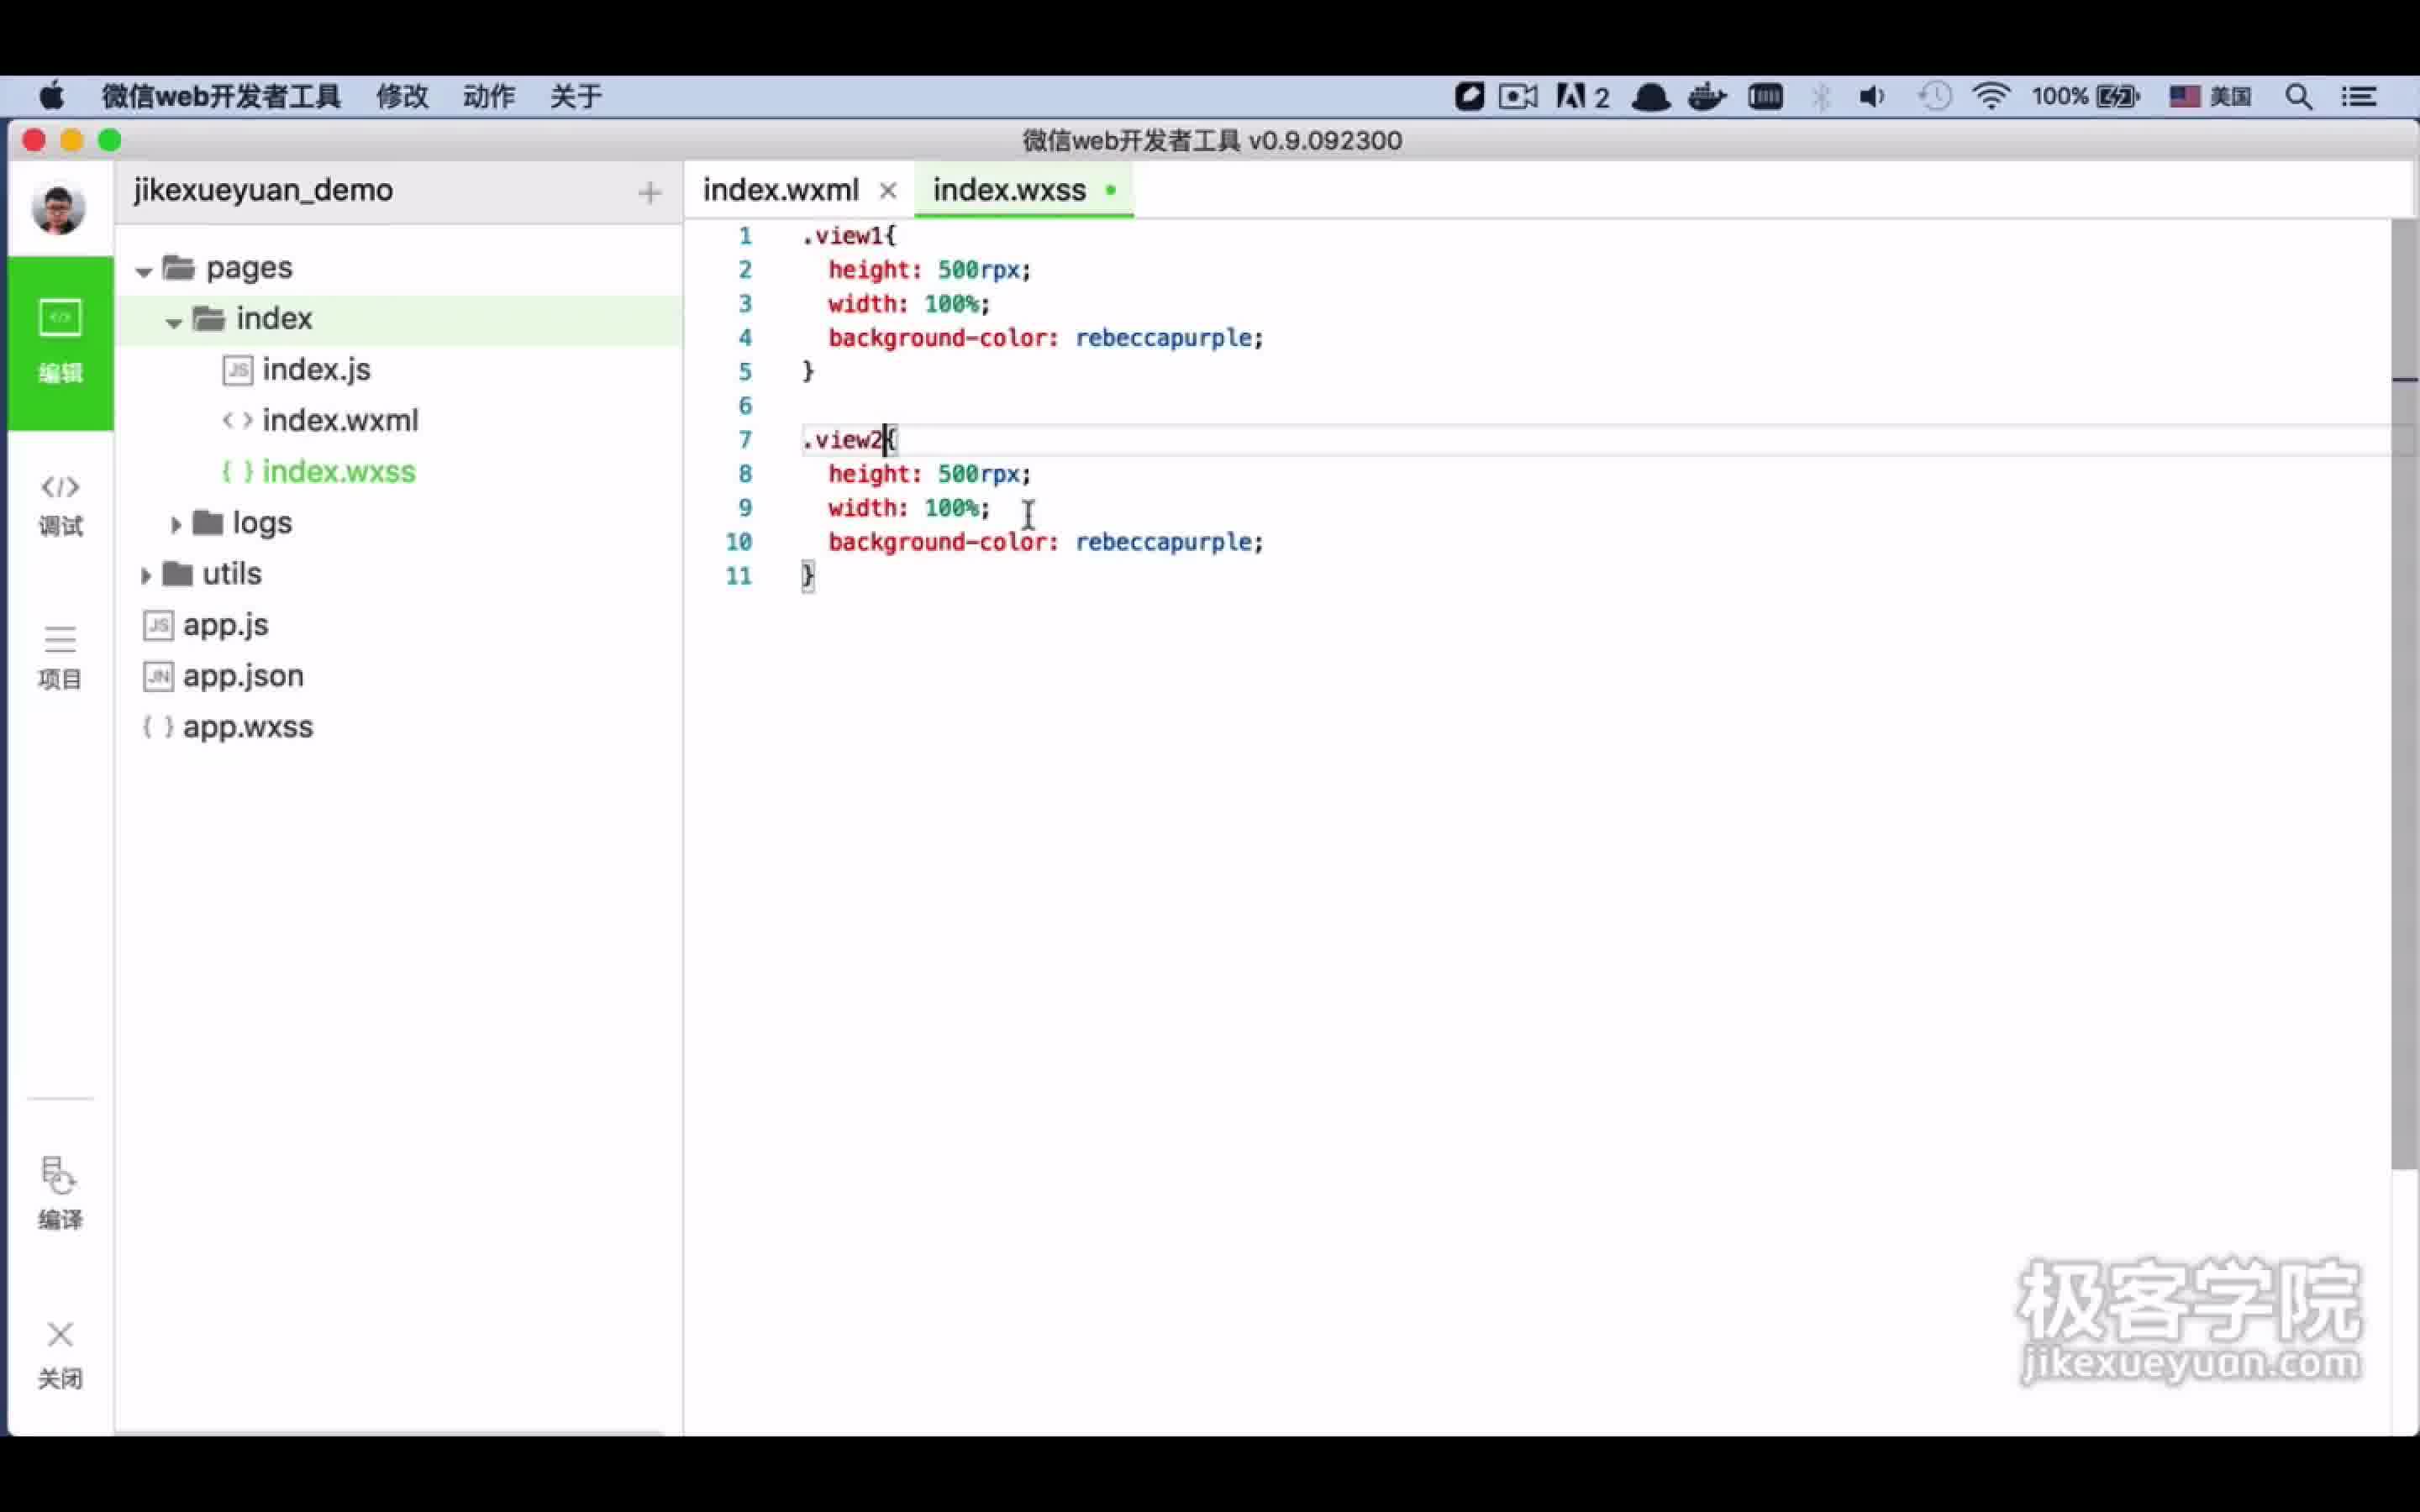 微信web开发者工具 修改 动作 关于 2 100% 美国
微信web开发者工具 v0.9.092300
jikexueyuan_demo
index.wxml
index.wxss
pages
index
JS index.js
index.wxml
{ } index.wxss
logs
utils
JS app.js
JN app.json
{ } app.wxss
编辑
调试
项目
编译
关闭
1 .view1{
2 height: 500rpx;
3 width: 100%;
4 background-color: rebeccapurple;
5 }
6
7 .view2{
8 height: 500rpx;
9 width: 100%;
10 background-color: rebeccapurple;
11 }
极客学院
jikexueyuan.com